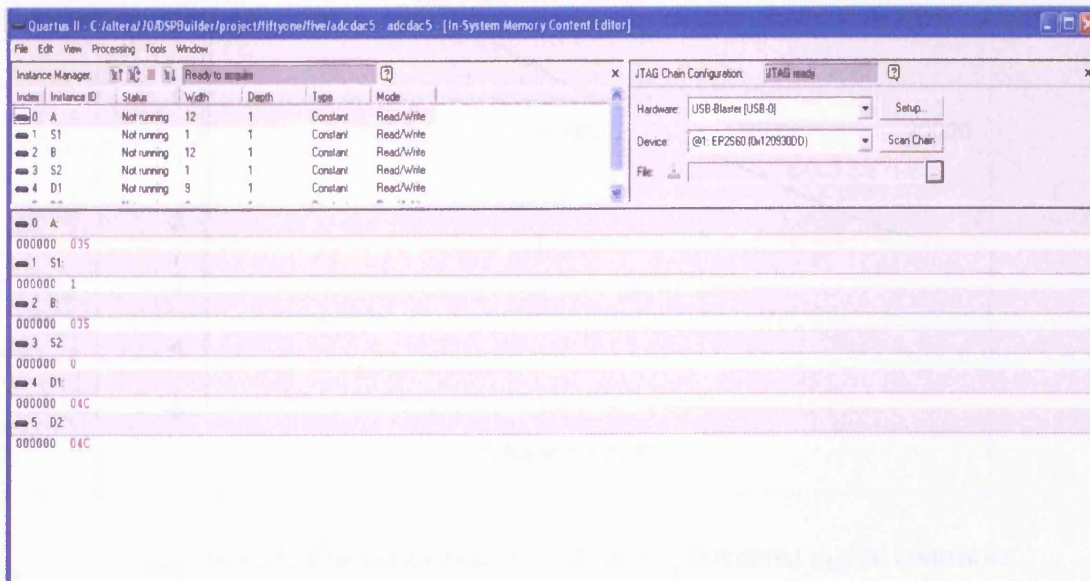 Quartus II - C:/altera/70/DSPBuilder/project/fiftyone/five/adcdac5 - adcdac5 - [In-System Memory Content Editor]
File Edit View Processing Tools Window
Instance Manager: Ready to acquire
Index Instance ID Status Width Depth Type Mode
0 A Not running 12 1 Constant Read/Write
1 S1 Not running 1 1 Constant Read/Write
2 B Not running 12 1 Constant Read/Write
3 S2 Not running 1 1 Constant Read/Write
4 D1 Not running 9 1 Constant Read/Write
JTAG Chain Configuration: JTAG ready
Hardware: USB-Blaster [USB-0] Setup...
Device: @1: EP2S60 (0x120930DD) Scan Chain
File: ...
0 A:
000000 035
1 S1:
000000 1
2 B:
000000 035
3 S2:
000000 0
4 D1:
000000 04C
5 D2:
000000 04C